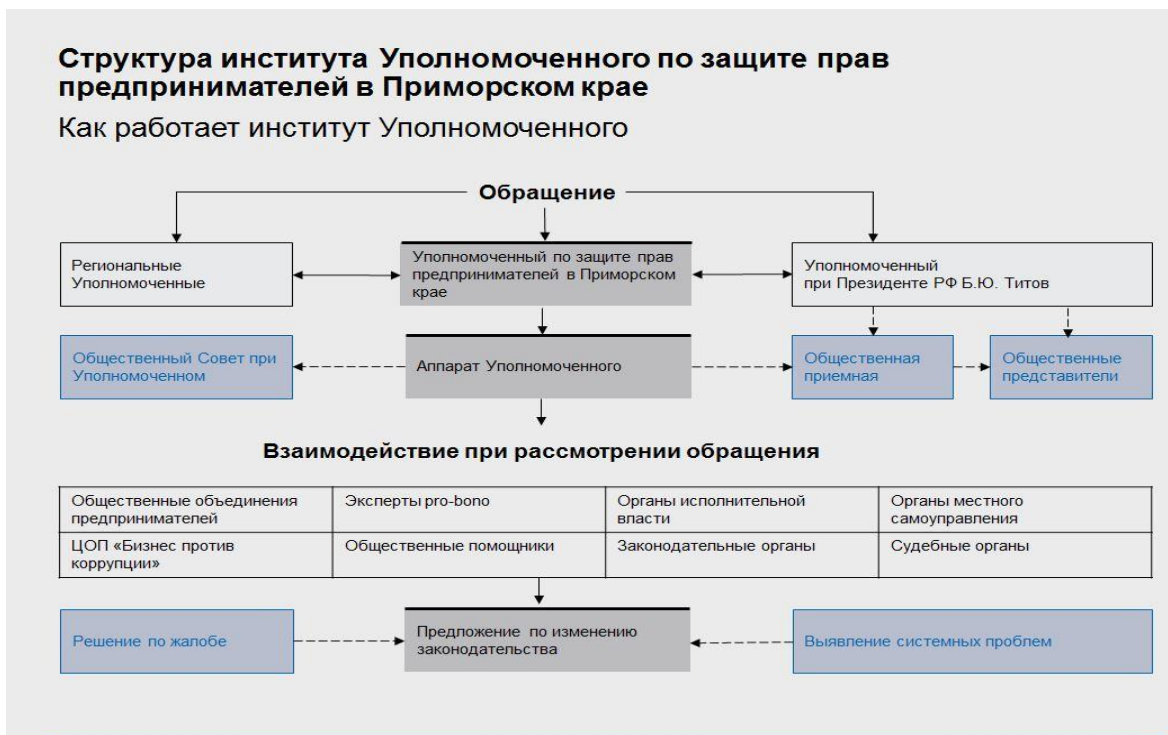 Структура института Уполномоченного по защите прав
предпринимателей в Приморском крае
Как работает институт Уполномоченного
Обращение
Региональные
Уполномоченные
Уполномоченный по защите прав
предпринимателей в Приморском
крае
Уполномоченный
при Президенте РФ Б.Ю. Титов
Общественный Совет при
Уполномоченном
Аппарат Уполномоченного
Общественная
приемная
Общественные
представители
Взаимодействие при рассмотрении обращения
Общественные объединения
предпринимателей
Эксперты pro-bono
Органы исполнительной
власти
Органы местного
самоуправления
ЦОП «Бизнес против
коррупции»
Общественные помощники
Законодательные органы
Судебные органы
Решение по жалобе
Предложение по изменению
законодательства
Выявление системных проблем